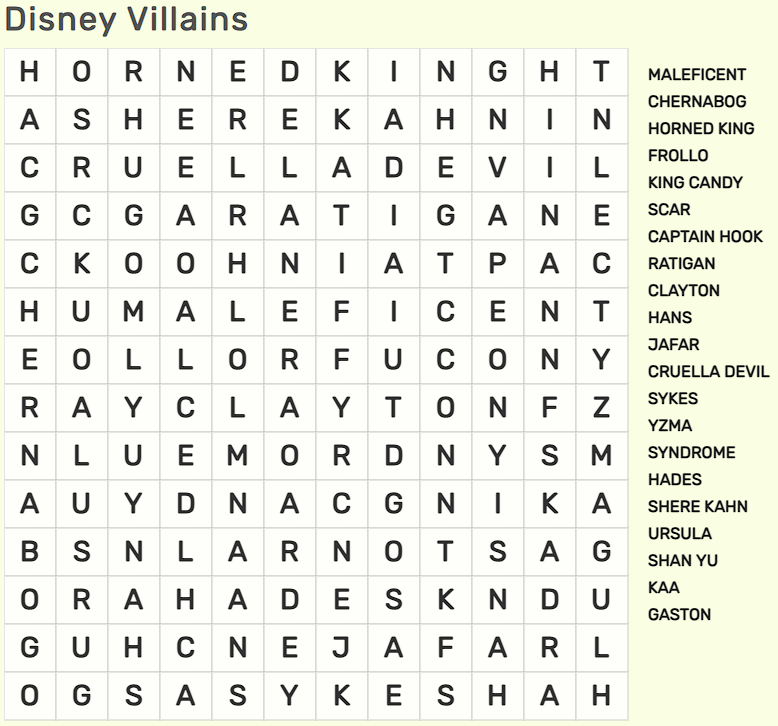 Disney Villains
H O R N E D K I N G H T
A S H E R E K A H N I N
C R U E L L A D E V I L
G C G A R A T I G A N E
C K O O H N I A T P A C
H U M A L E F I C E N T
E O L L O R F U C O N Y
R A Y C L A Y T O N F Z
N L U E M O R D N Y S M
A U Y D N A C G N I K A
B S N L A R N O T S A G
O R A H A D E S K N D U
G U H C N E J A F A R L
O G S A S Y K E S H A H
MALEFICENT
CHERNABOG
HORNED KING
FROLLO
KING CANDY
SCAR
CAPTAIN HOOK
RATIGAN
CLAYTON
HANS
JAFAR
CRUELLA DEVIL
SYKES
YZMA
SYNDROME
HADES
SHERE KAHN
URSULA
SHAN YU
KAA
GASTON